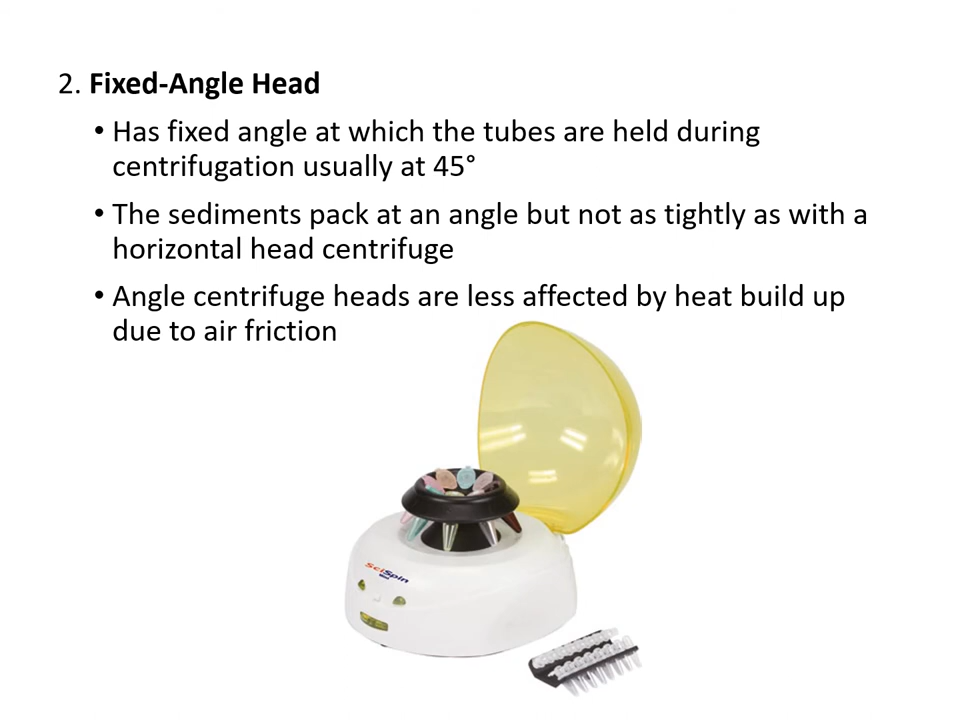 2. Fixed-Angle Head
• Has fixed angle at which the tubes are held during
centrifugation usually at 45°
• The sediments pack at an angle but not as tightly as with a
horizontal head centrifuge
• Angle centrifuge heads are less affected by heat build up
due to air friction
SciSpin